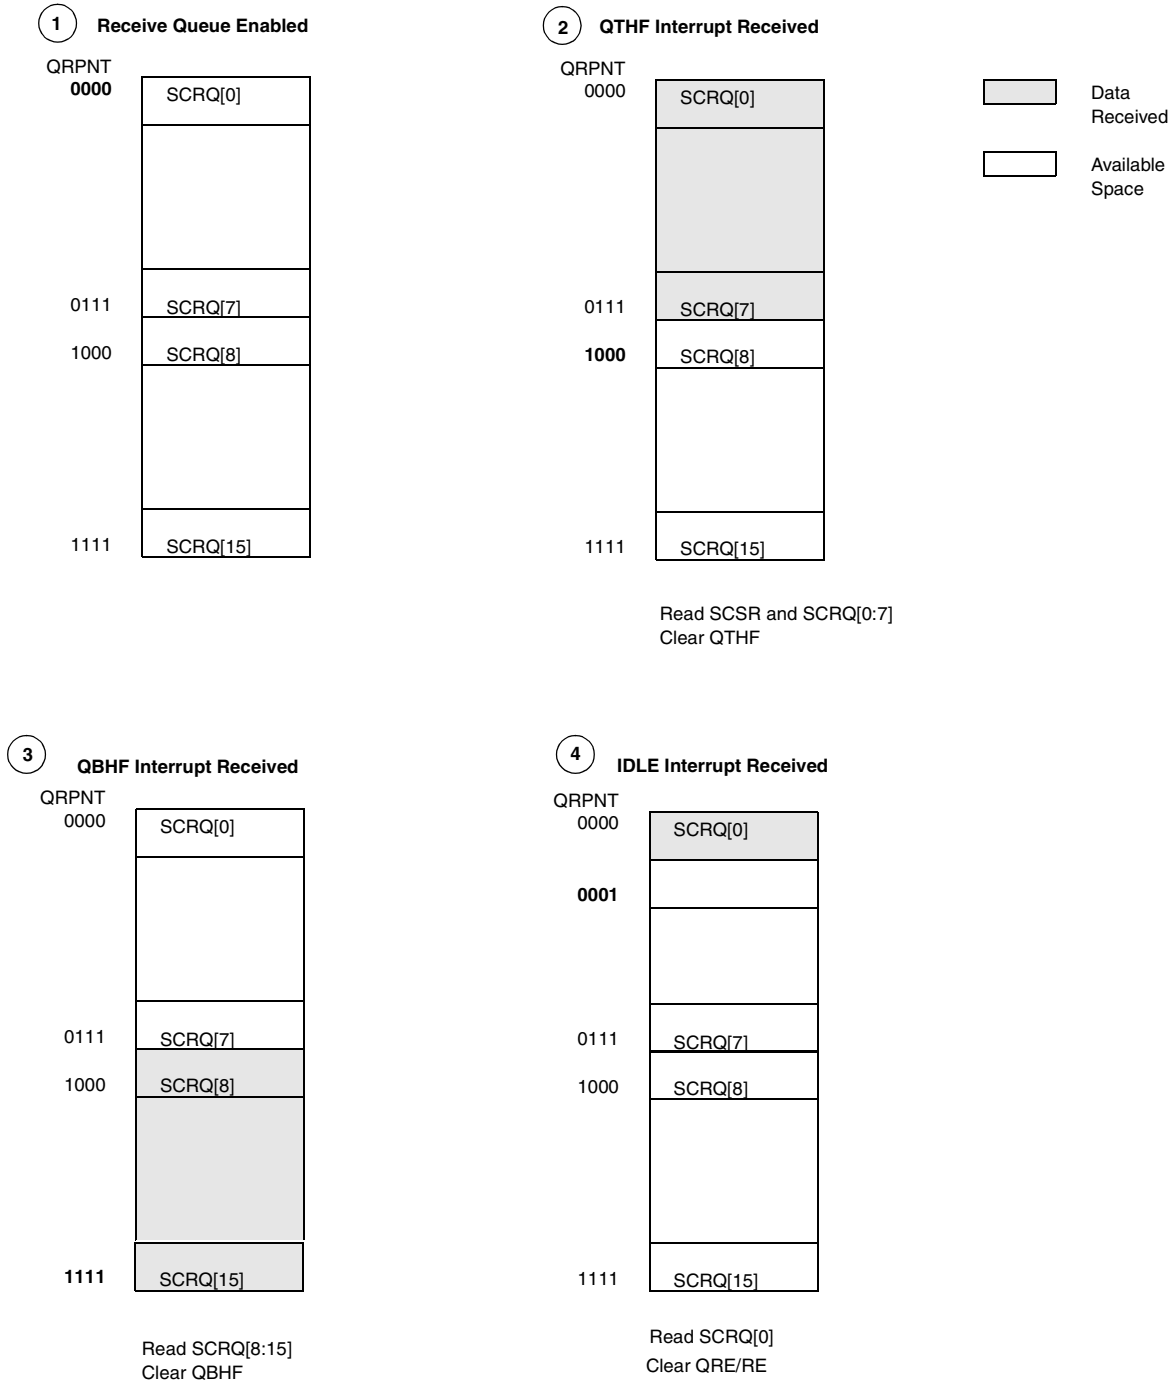 1 Receive Queue Enabled
QRPNT
0000 SCRQ[0]
0111 SCRQ[7]
1000 SCRQ[8]
1111 SCRQ[15]
2 QTHF Interrupt Received
QRPNT
0000 SCRQ[0]
0111 SCRQ[7]
1000 SCRQ[8]
1111 SCRQ[15]
Read SCSR and SCRQ[0:7]
Clear QTHF
Data
Received
Available
Space
3 QBHF Interrupt Received
QRPNT
0000 SCRQ[0]
0111 SCRQ[7]
1000 SCRQ[8]
1111 SCRQ[15]
Read SCRQ[8:15]
Clear QBHF
4 IDLE Interrupt Received
QRPNT
0000 SCRQ[0]
0001
0111 SCRQ[7]
1000 SCRQ[8]
1111 SCRQ[15]
Read SCRQ[0]
Clear QRE/RE